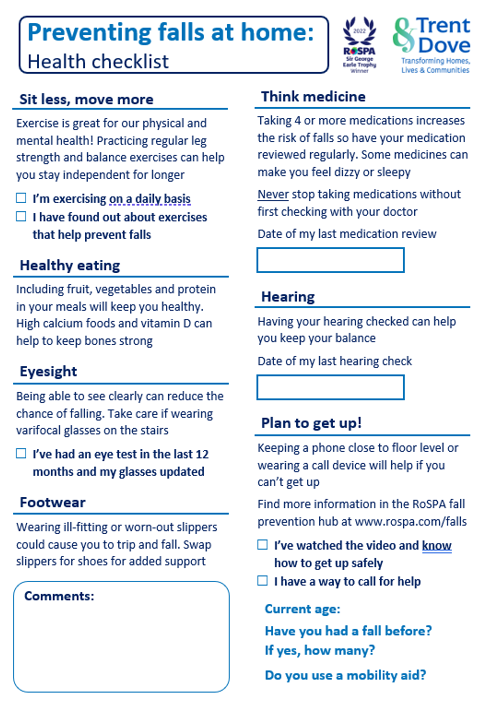 Preventing falls at home:
Health checklist
2022
RoSPA
Sir George
Earle Trophy
Winner
Trent
& Dove
Transforming Homes,
Lives & Communities
Sit less, move more
Exercise is great for our physical and
mental health! Practicing regular leg
strength and balance exercises can help
you stay independent for longer
I'm exercising on a daily basis
I have found out about exercises
that help prevent falls
Healthy eating
Including fruit, vegetables and protein
in your meals will keep you healthy.
High calcium foods and vitamin D can
help to keep bones strong
Eyesight
Being able to see clearly can reduce the
chance of falling. Take care if wearing
varifocal glasses on the stairs
I've had an eye test in the last 12
months and my glasses updated
Footwear
Wearing ill-fitting or worn-out slippers
could cause you to trip and fall. Swap
slippers for shoes for added support
Comments:
Think medicine
Taking 4 or more medications increases
the risk of falls so have your medication
reviewed regularly. Some medicines can
make you feel dizzy or sleepy
Never stop taking medications without
first checking with your doctor
Date of my last medication review
Hearing
Having your hearing checked can help
you keep your balance
Date of my last hearing check
Plan to get up!
Keeping a phone close to floor level or
wearing a call device will help if you
can't get up
Find more information in the RoSPA fall
prevention hub at www.rospa.com/falls
I've watched the video and know
how to get up safely
I have a way to call for help
Current age:
Have you had a fall before?
If yes, how many?
Do you use a mobility aid?